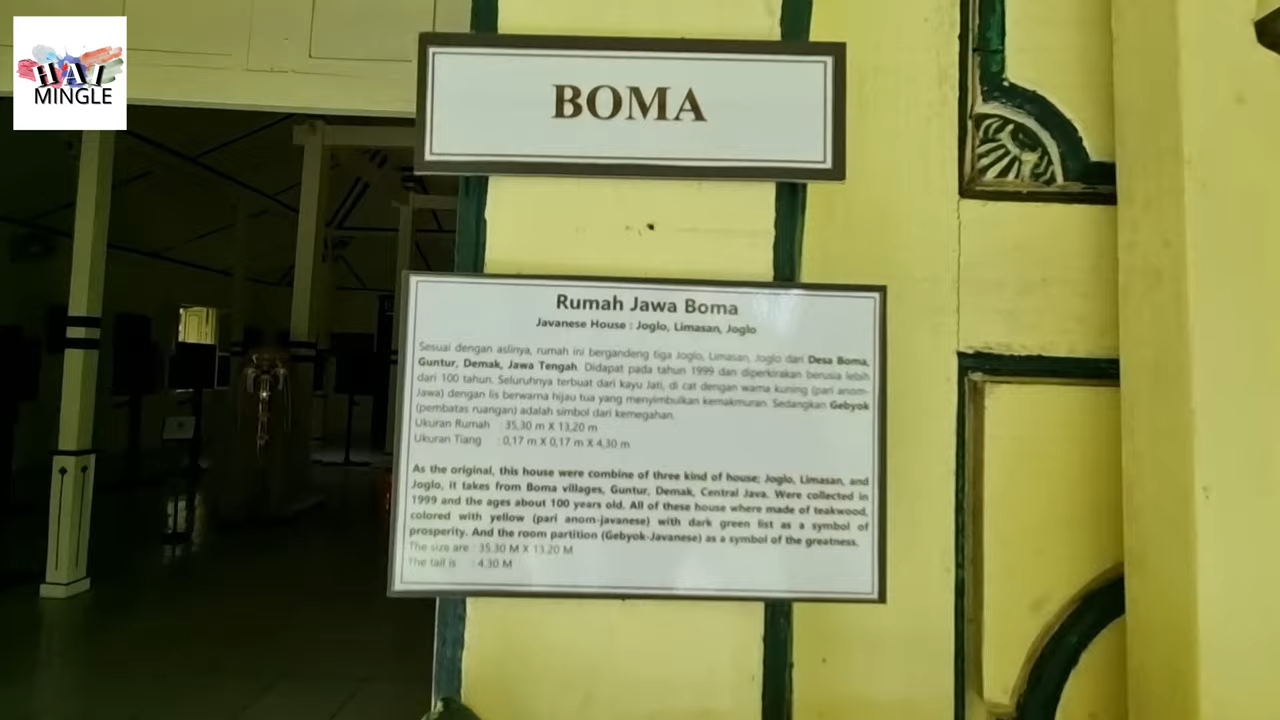 HAI
MINGLE
BOMA
Rumah Jawa Boma
Javanese House : Joglo, Limasan, Joglo
Sesuai dengan aslinya, rumah ini bergandeng tiga Joglo, Limasan, Joglo dari Desa Boma,
Guntur, Demak, Jawa Tengah. Didapat pada tahun 1999 dan diperkirakan berusia lebih
dari 100 tahun. Seluruhnya terbuat dari kayu Jati, di cat dengan warna kuning (pari anom-
Jawa) dengan lis berwarna hijau tua yang menyimbulkan kemakmuran. Sedangkan Gebyok
(pembatas ruangan) adalah simbol dari kemegahan.
Ukuran Rumah : 35,30 m X 13,20 m
Ukuran Tiang : 0,17 m X 0,17 m X 4,30 m
As the original, this house were combine of three kind of house; Joglo, Limasan, and
Joglo, it takes from Boma villages, Guntur, Demak, Central Java. Were collected in
1999 and the ages about 100 years old. All of these house where made of teakwood,
colored with yellow (pari anom-javanese) with dark green list as a symbol of
prosperity. And the room partition (Gebyok-Javanese) as a symbol of the greatness.
The size are : 35.30 M X 13.20 M
The tall is : 4.30 M